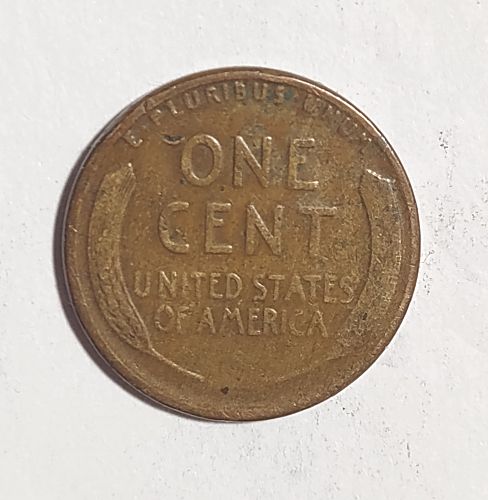 E·PLURIBUS·UNUM
ONE
CENT
UNITED STATES
OF AMERICA